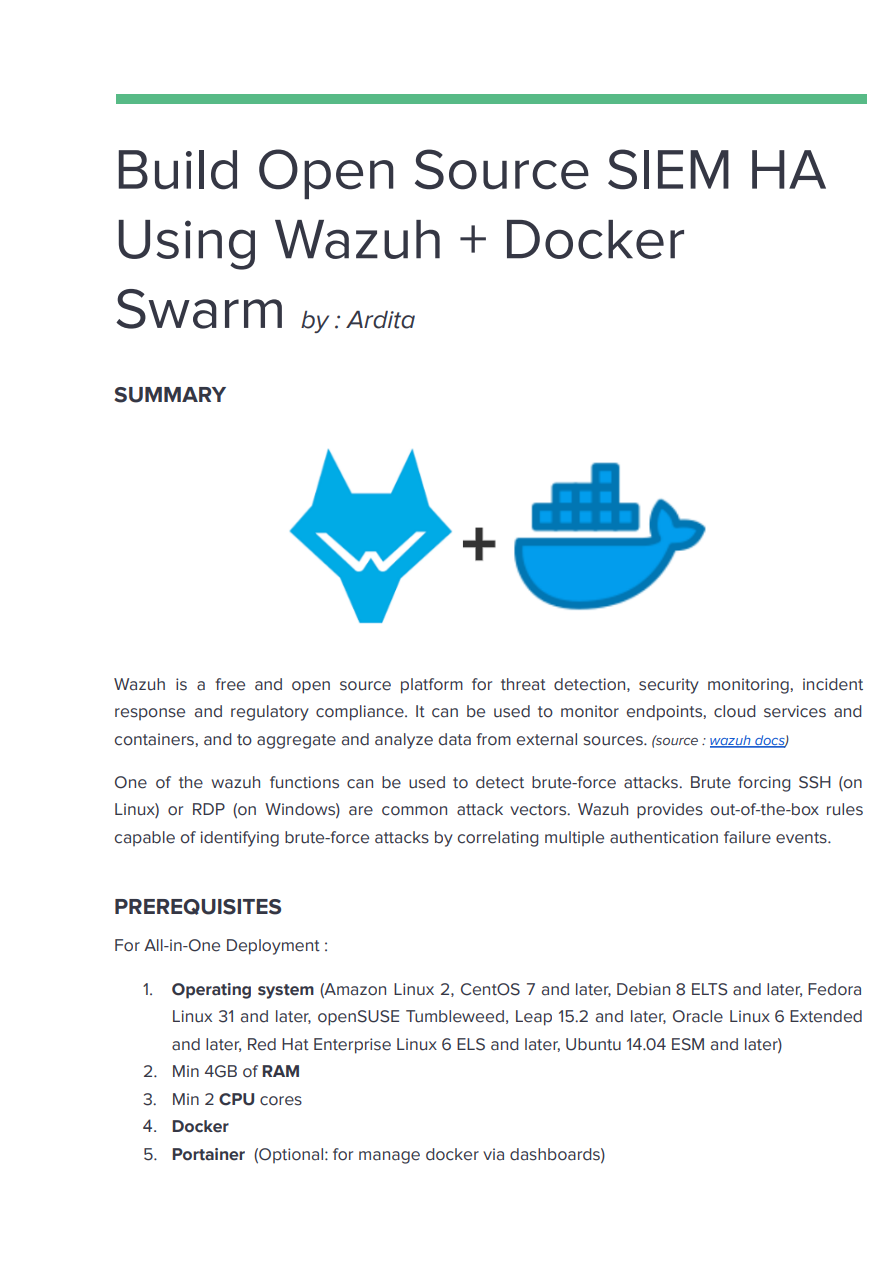 Build Open Source SIEM HA
Using Wazuh + Docker
Swarm by : Ardita
SUMMARY
+
Wazuh is a free and open source platform for threat detection, security monitoring, incident
response and regulatory compliance. It can be used to monitor endpoints, cloud services and
containers, and to aggregate and analyze data from external sources. (source : wazuh docs)
One of the wazuh functions can be used to detect brute-force attacks. Brute forcing SSH (on
Linux) or RDP (on Windows) are common attack vectors. Wazuh provides out-of-the-box rules
capable of identifying brute-force attacks by correlating multiple authentication failure events.
PREREQUISITES
For All-in-One Deployment :
1. Operating system (Amazon Linux 2, CentOS 7 and later, Debian 8 ELTS and later, Fedora
Linux 31 and later, openSUSE Tumbleweed, Leap 15.2 and later, Oracle Linux 6 Extended
and later, Red Hat Enterprise Linux 6 ELS and later, Ubuntu 14.04 ESM and later)
2. Min 4GB of RAM
3. Min 2 CPU cores
4. Docker
5. Portainer (Optional: for manage docker via dashboards)